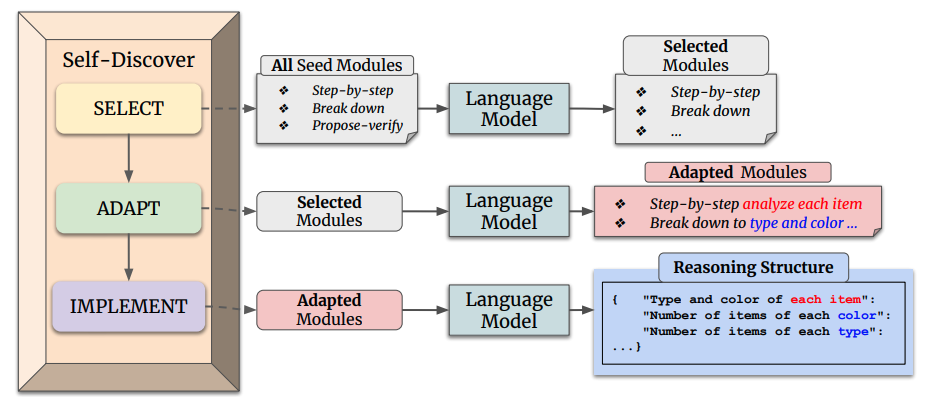 Self-Discover
SELECT
ADAPT
IMPLEMENT
All Seed Modules
❖ Step-by-step
❖ Break down
❖ Propose-verify
Language
Model
Selected
Modules
❖ Step-by-step
❖ Break down
❖ ...
Selected
Modules
Language
Model
Adapted Modules
❖ Step-by-step analyze each item
❖ Break down to type and color ...
Adapted
Modules
Language
Model
Reasoning Structure
{ "Type and color of each item":
"Number of items of each color":
"Number of items of each type":
...}